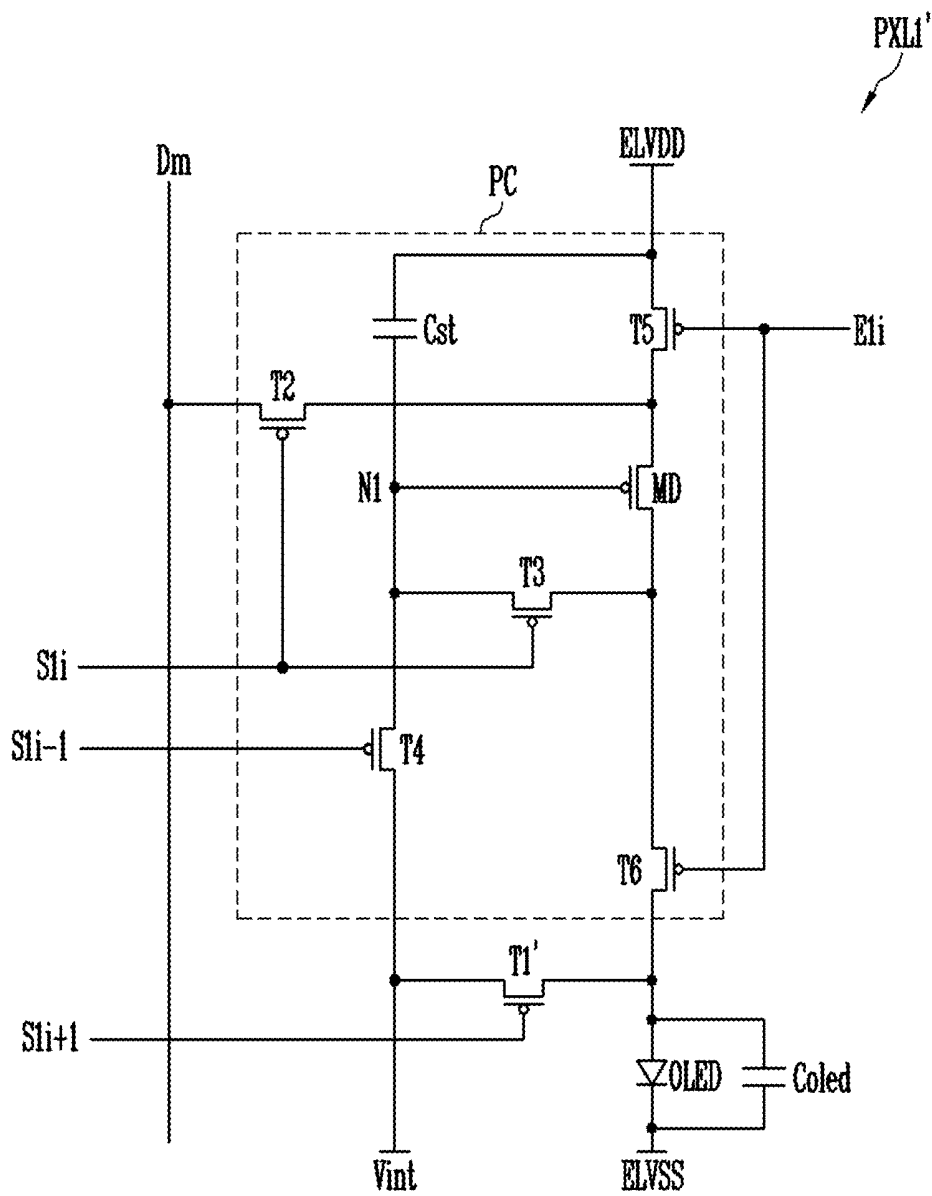 PXL1'
Dm
ELVDD
PC
Cst
T5
E1i
T2
N1
MD
T3
S1i
S1i-1
T4
T6
T1'
S1i+1
OLED
Coled
Vint
ELVSS